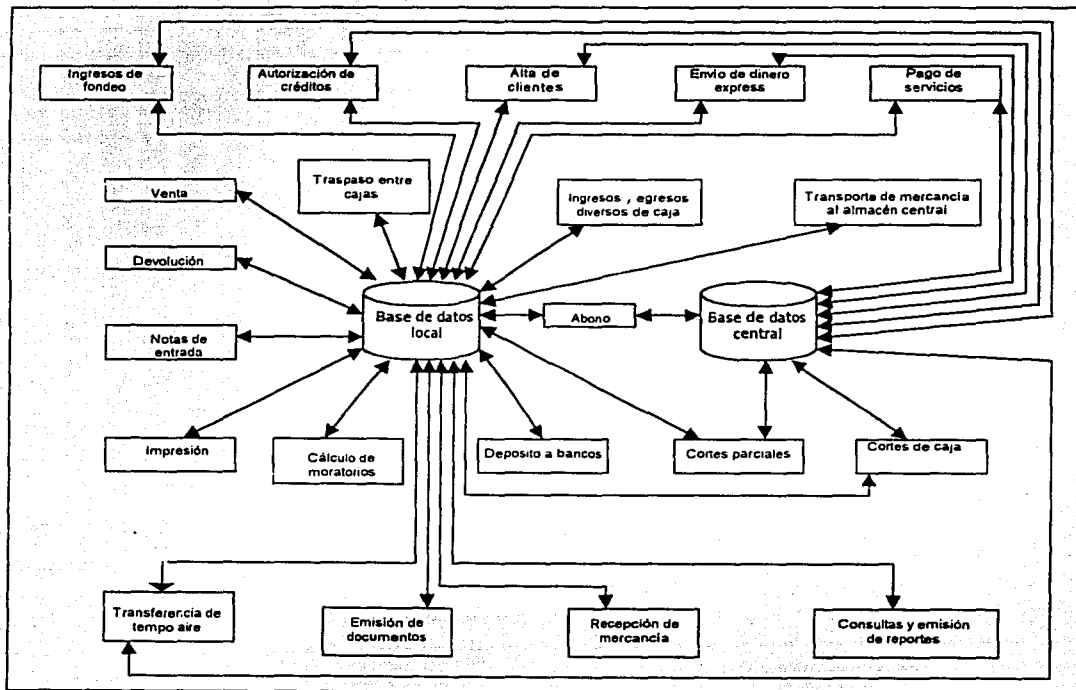 Ingresos de
fondeo
Autorización de
créditos
Alta de
clientes
Envío de dinero
express
Pago de
servicios
Venta
Traspaso entre
cajas
Ingresos , egresos
diversos de caja
Transporte de mercancía
al almacén central
Devolución
Base de datos
local
Abono
Base de datos
central
Notas de
entrada
Impresión
Cálculo de
moratorios
Deposito a bancos
Cortes parciales
Cortes de caja
Transferencia de
tempo aire
Emisión de
documentos
Recepción de
mercancía
Consultas y emisión
de reportes